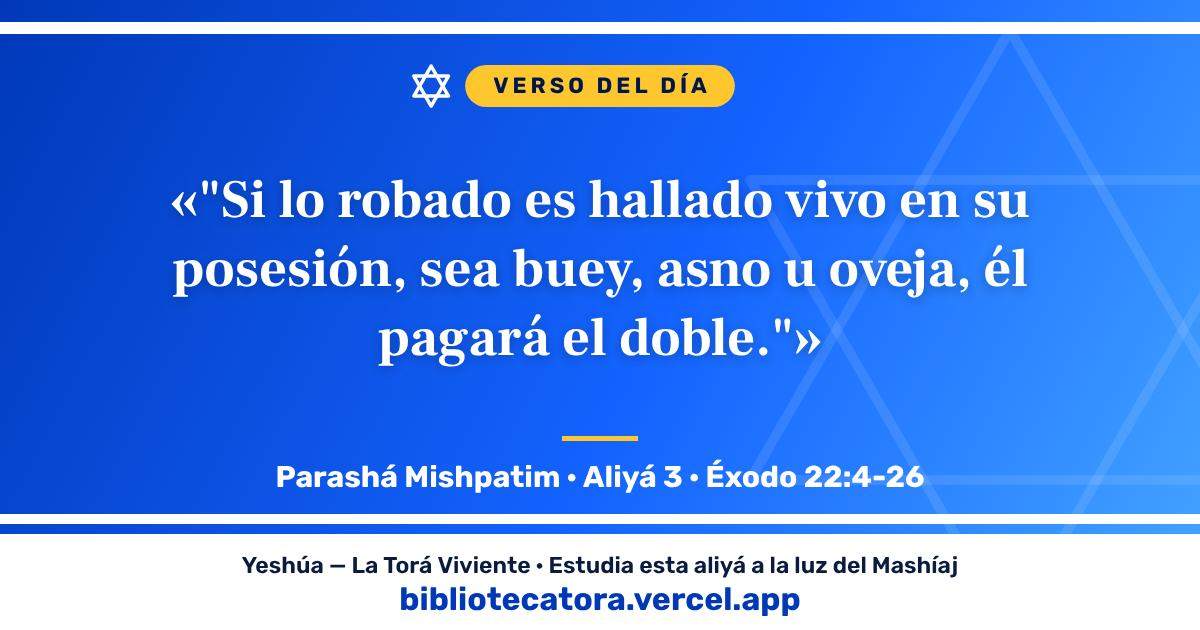 VERSO DEL DÍA
«"Si lo robado es hallado vivo en su
posesión, sea buey, asno u oveja, él
pagará el doble."»
Parashá Mishpatim • Aliyá 3 • Éxodo 22:4-26
Yeshúa — La Torá Viviente • Estudia esta aliyá a la luz del Mashíaj
bibliotecatora.vercel.app